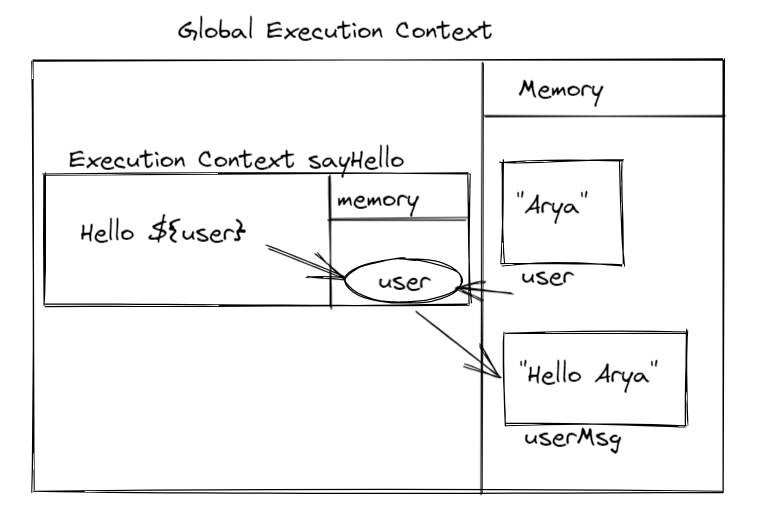 Global Execution Context
Memory
Execution Context sayHello
memory
"Arya"
Hello ${user}
user
user
"Hello Arya"
userMsg